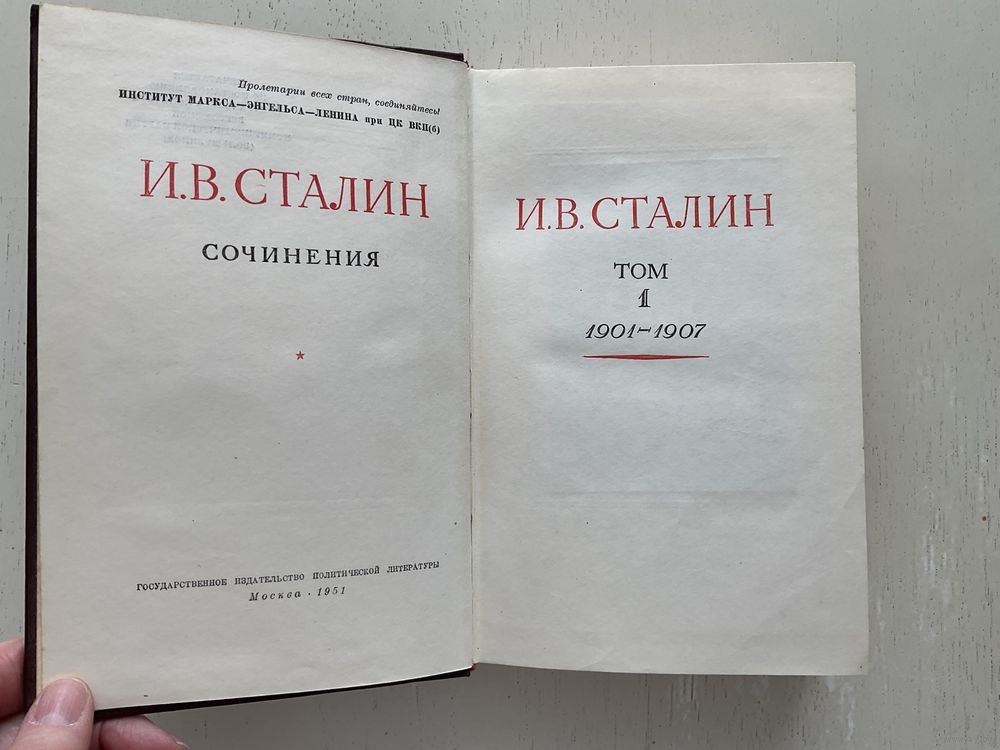 Пролетарии всех стран, соединяйтесь!
ИНСТИТУТ МАРКСА—ЭНГЕЛЬСА—ЛЕНИНА при ЦК ВКП(б)
И.В.СТАЛИН
СОЧИНЕНИЯ
ГОСУДАРСТВЕННОЕ ИЗДАТЕЛЬСТВО ПОЛИТИЧЕСКОЙ ЛИТЕРАТУРЫ
Москва · 1951
И.В.СТАЛИН
ТОМ
1
1901–1907